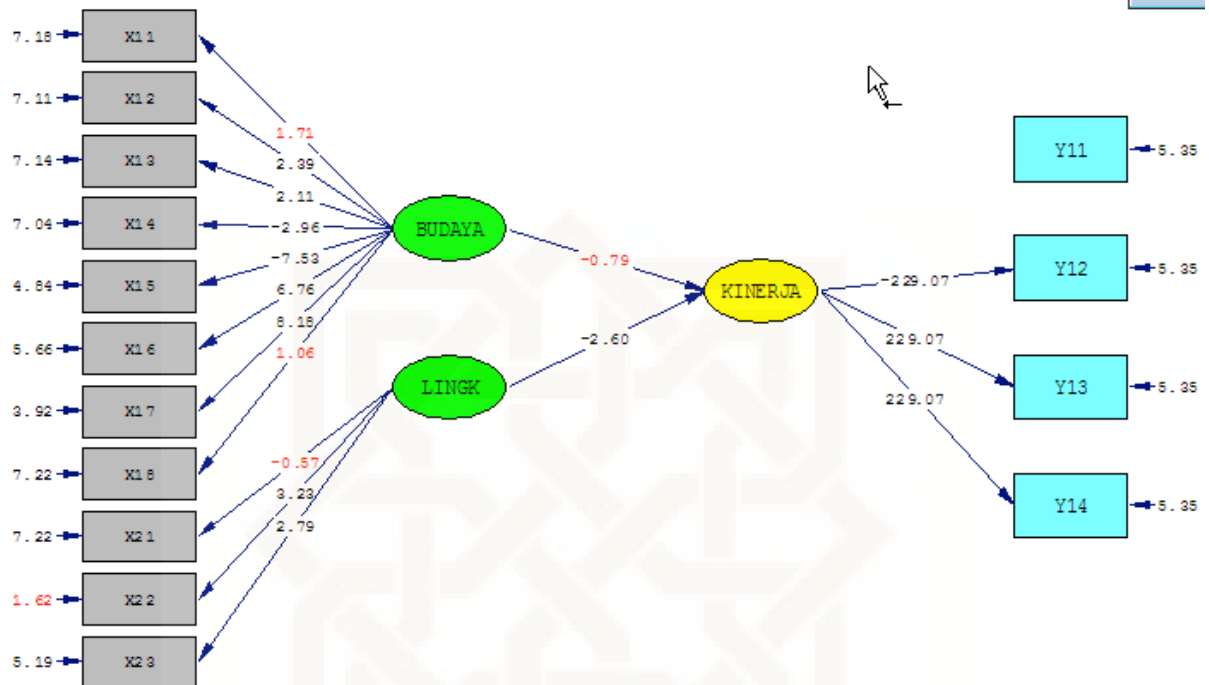 7.18 X11
7.11 X12
7.14 X13
7.04 X14
4.84 X15
5.66 X16
3.92 X17
7.22 X18
7.22 X21
1.62 X22
5.19 X23
1.71
2.39
2.11
-2.96
-7.53
6.76
8.18
1.06
-0.57
3.23
2.79
BUDAYA
LINGK
-0.79
-2.60
KINERJA
-229.07
229.07
229.07
Y11 5.35
Y12 5.35
Y13 5.35
Y14 5.35